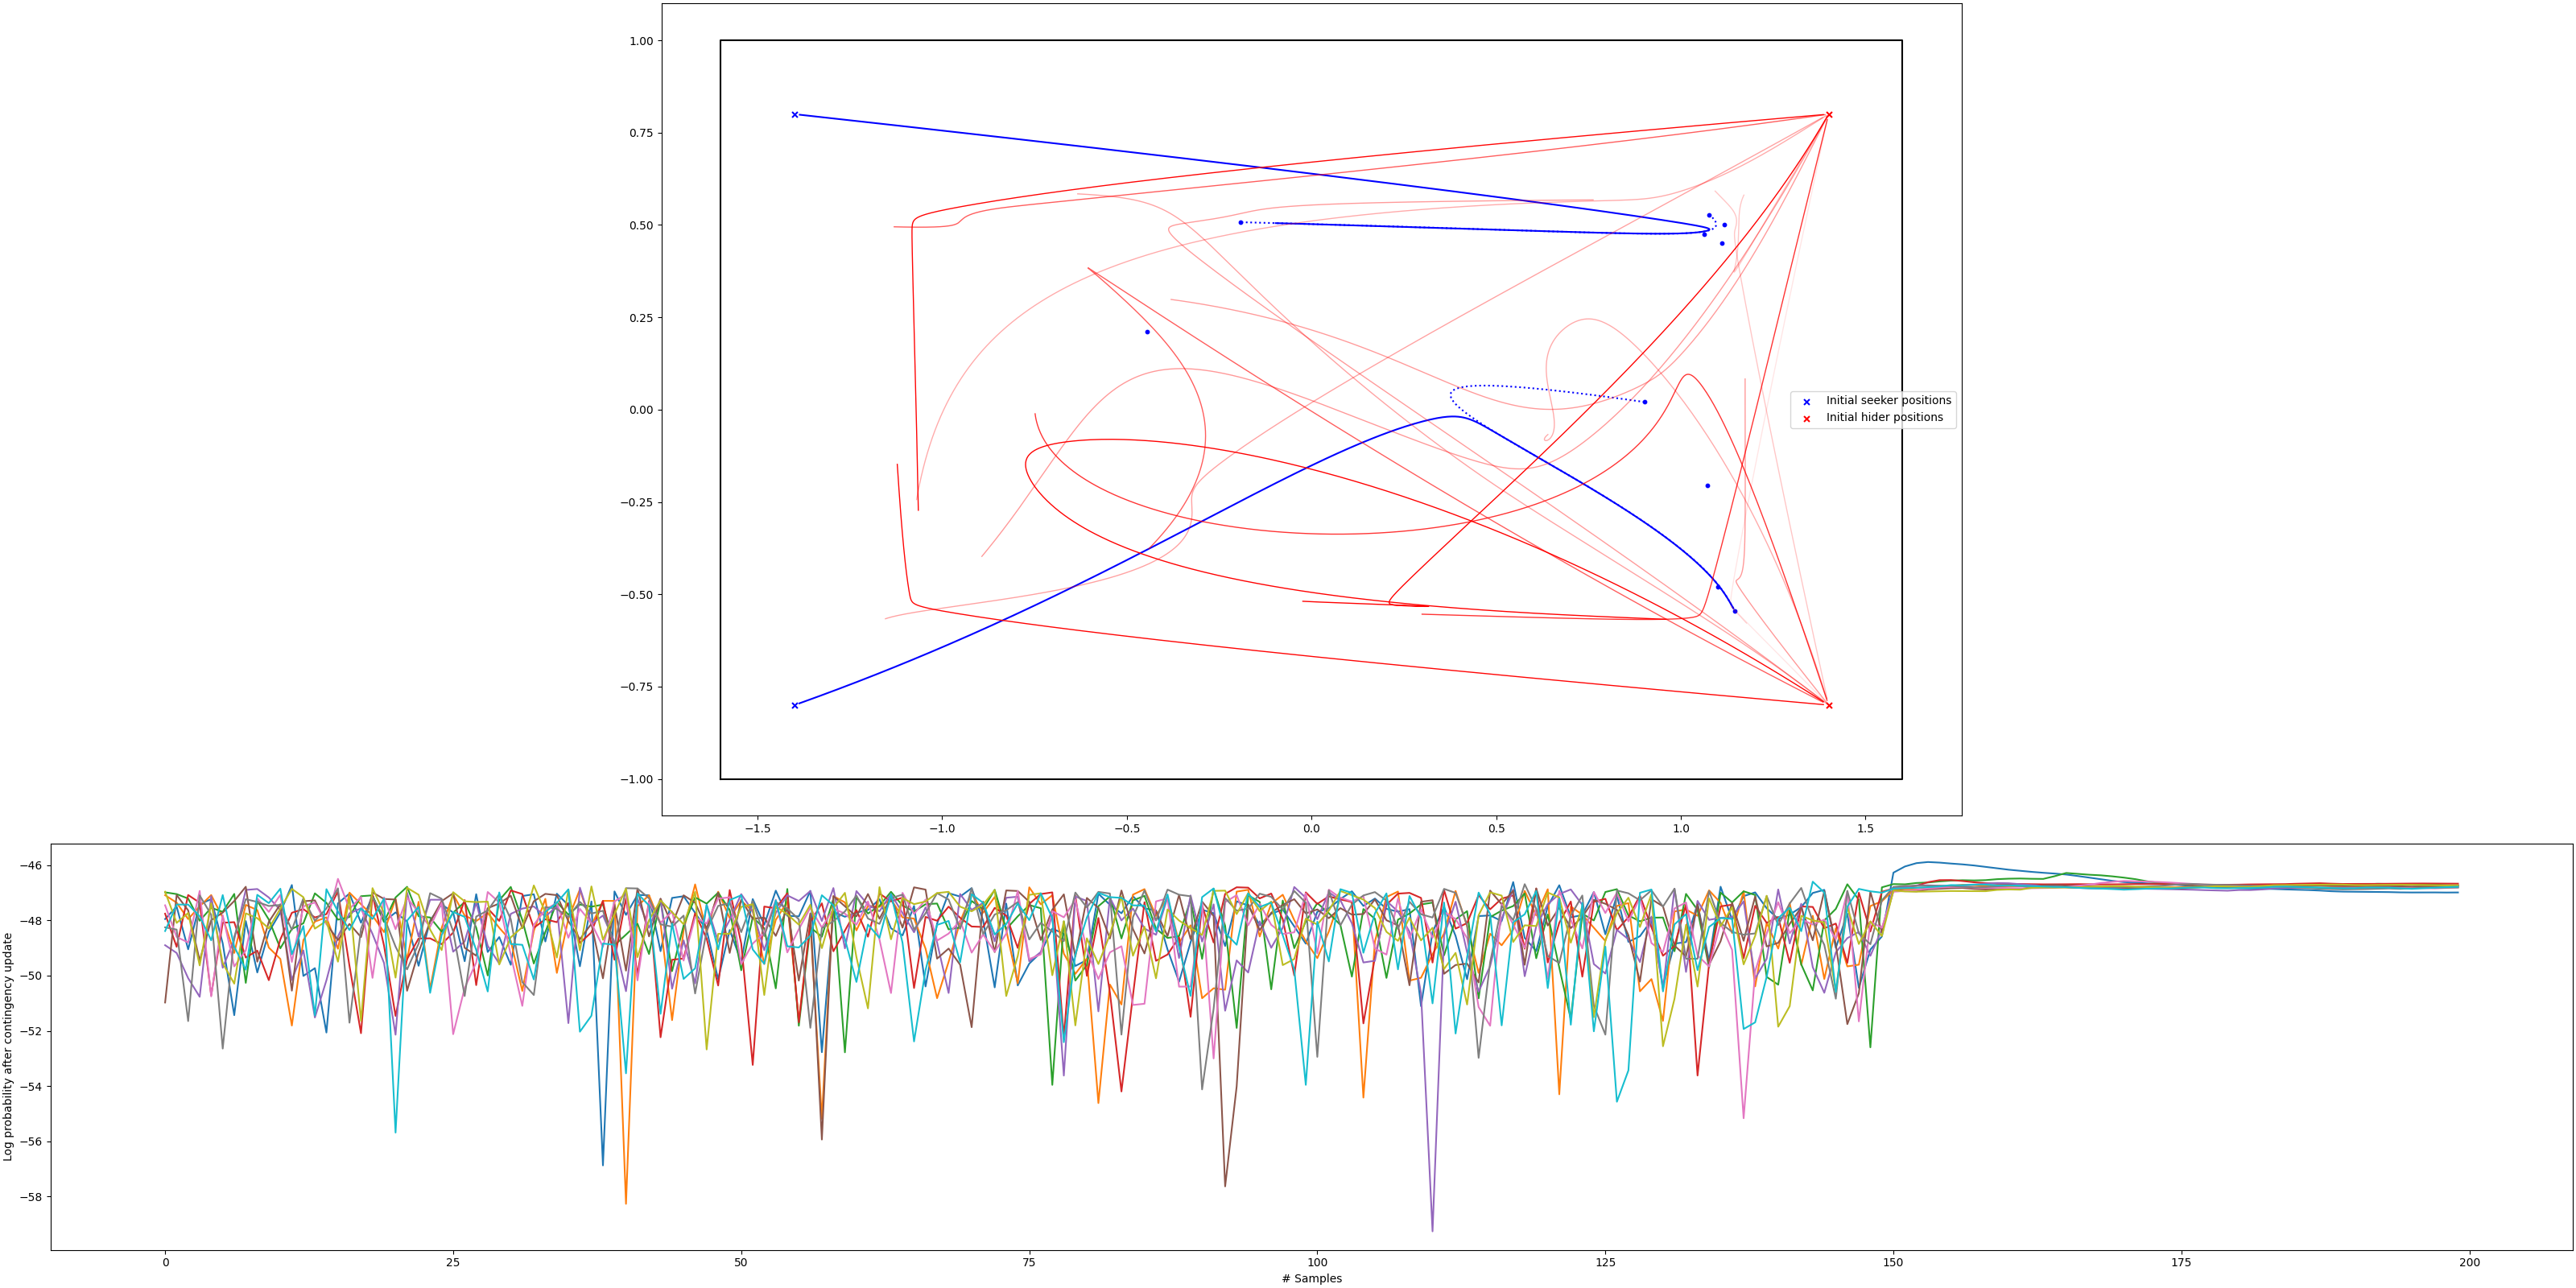 1.00
0.75
0.50
0.25
0.00
−0.25
−0.50
−0.75
−1.00
−1.5 −1.0 −0.5 0.0 0.5 1.0 1.5
Initial seeker positions
Initial hider positions
−46
−48
−50
−52
−54
−56
−58
Log probability after contingency update
0 25 50 75 100 125 150 175 200
# Samples